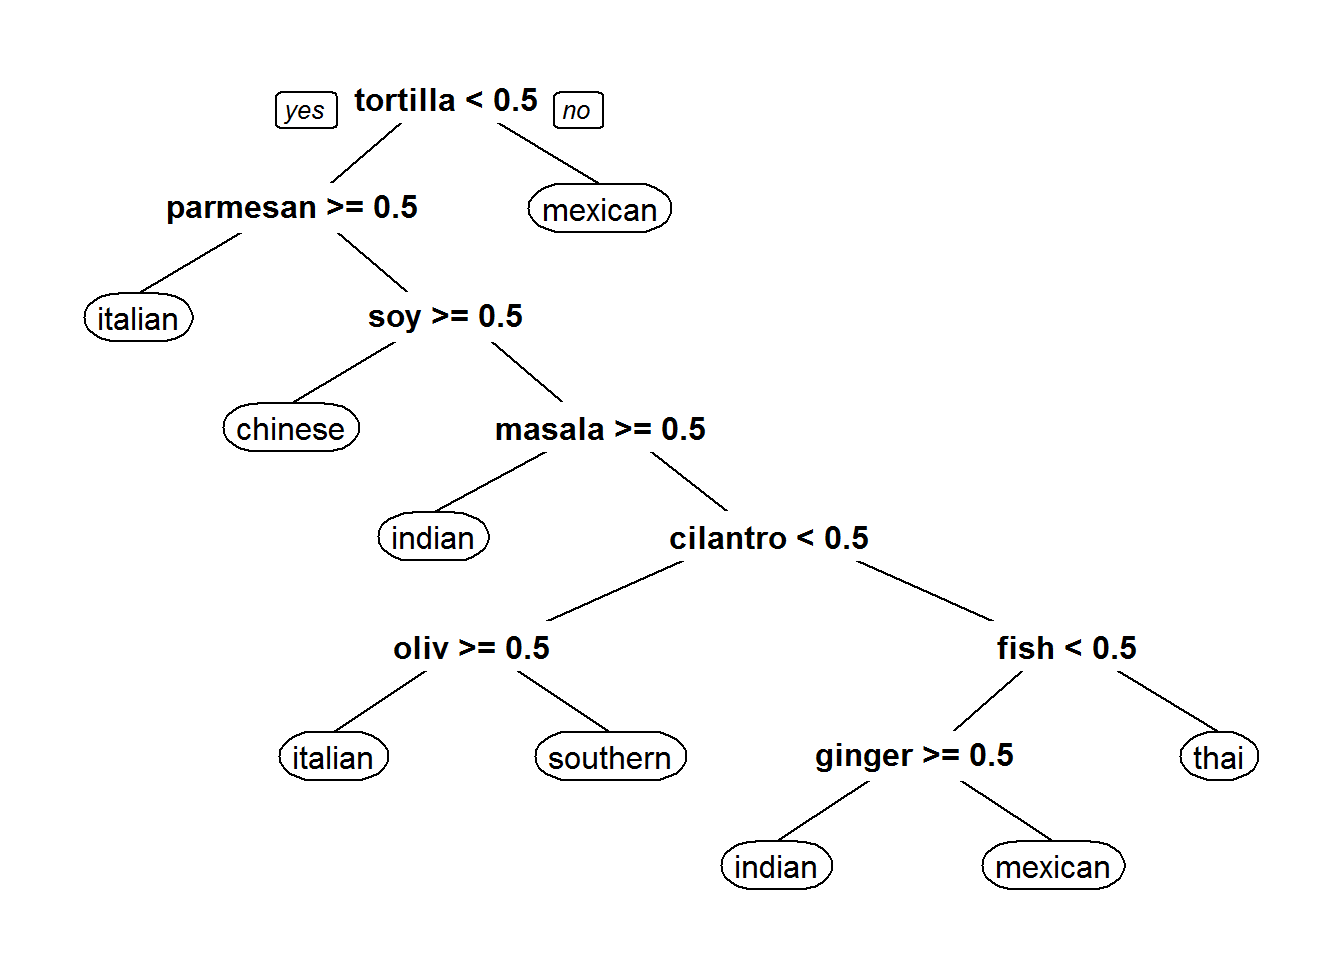 yes tortilla < 0.5 no
parmesan >= 0.5 mexican
italian soy >= 0.5
chinese masala >= 0.5
indian cilantro < 0.5
oliv >= 0.5 fish < 0.5
italian southern ginger >= 0.5 thai
indian mexican